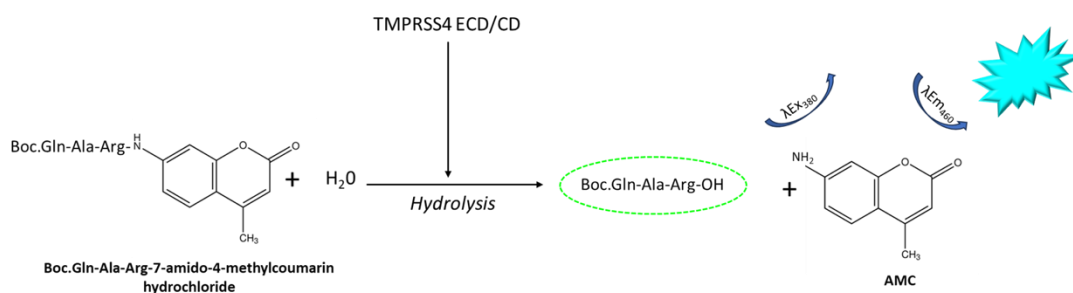 TMPRSS4 ECD/CD
λEx380
λEm460
Boc.Gln-Ala-Arg-
H
N
O
O
CH3
+
H20
Hydrolysis
Boc.Gln-Ala-Arg-OH
+
NH2
O
O
CH3
Boc.Gln-Ala-Arg-7-amido-4-methylcoumarin
hydrochloride
AMC